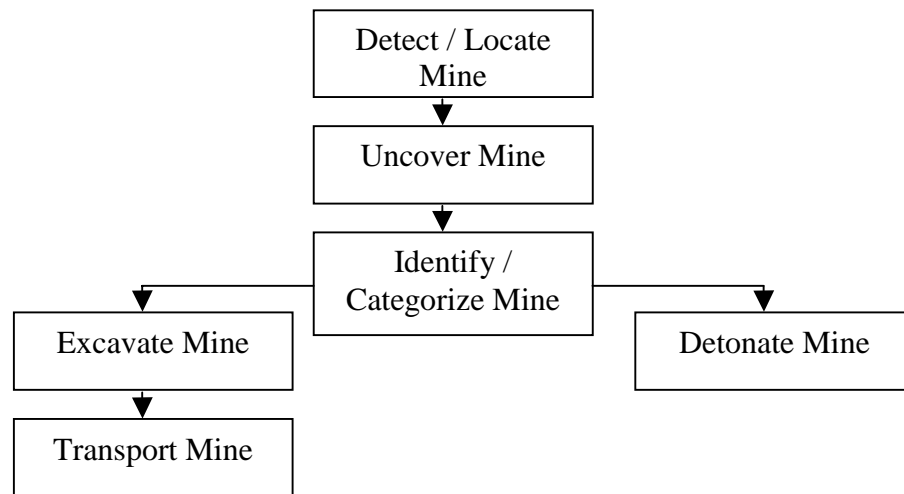 Detect / Locate
Mine
Uncover Mine
Identify /
Categorize Mine
Excavate Mine
Detonate Mine
Transport Mine